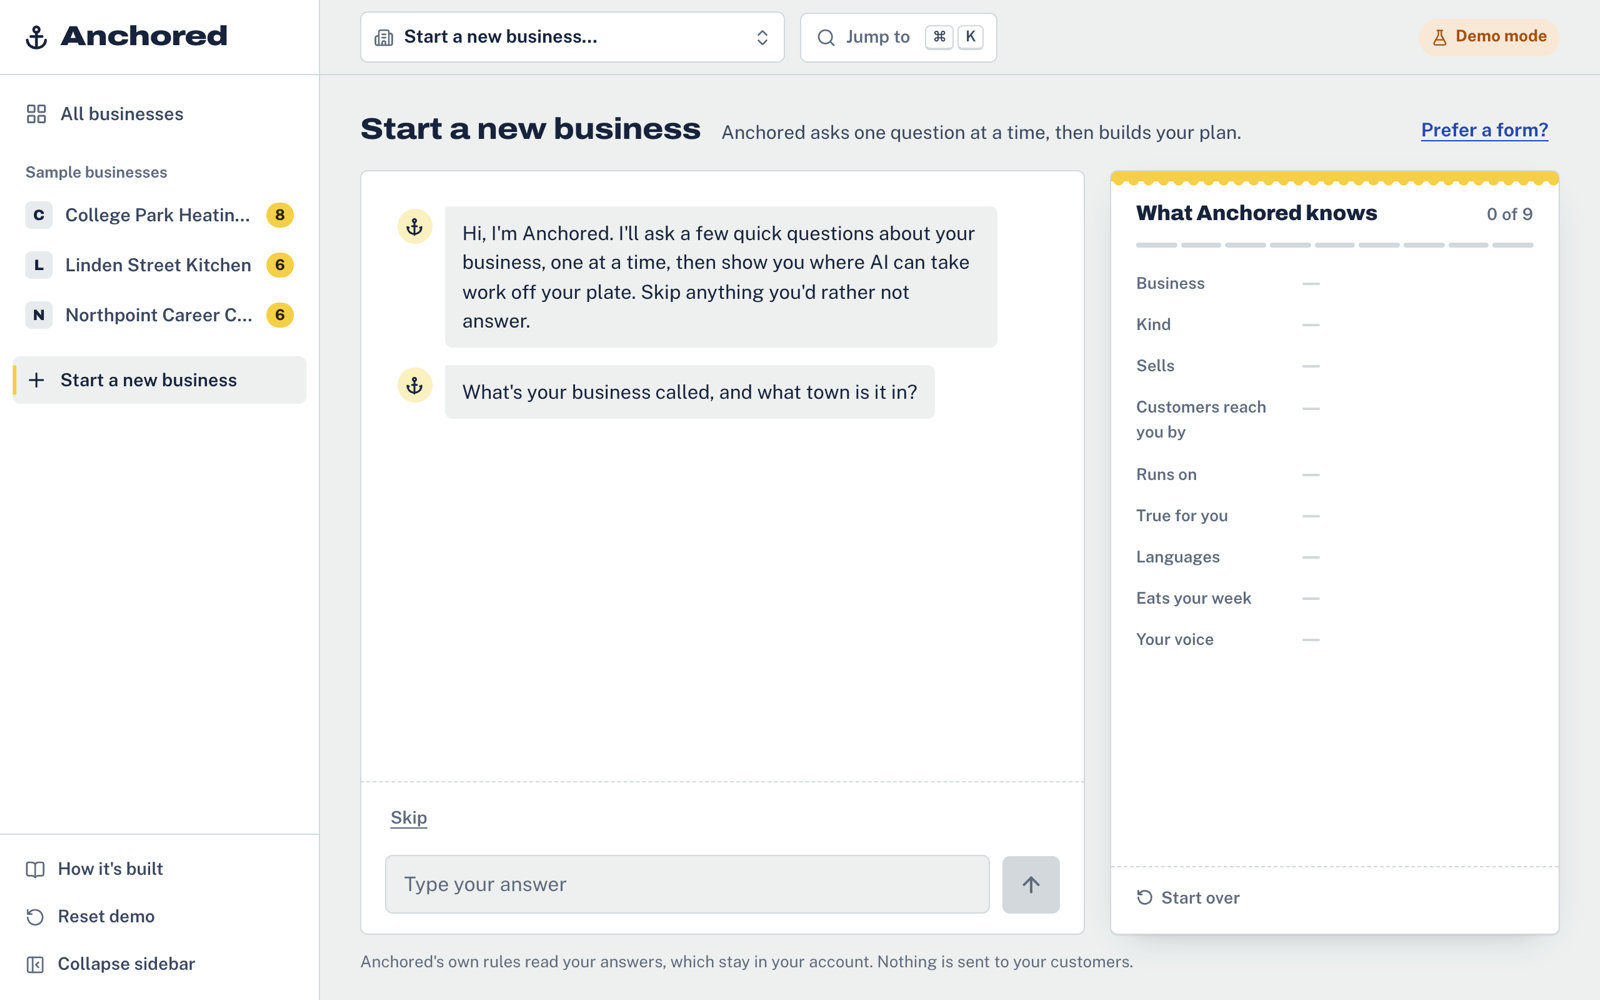 Anchored
Start a new business...
Jump to ⌘ K
Demo mode
All businesses
Sample businesses
C College Park Heatin... 8
L Linden Street Kitchen 6
N Northpoint Career C... 6
Start a new business
How it's built
Reset demo
Collapse sidebar
Start a new business
Anchored asks one question at a time, then builds your plan.
Prefer a form?
Hi, I'm Anchored. I'll ask a few quick questions about your
business, one at a time, then show you where AI can take
work off your plate. Skip anything you'd rather not
answer.
What's your business called, and what town is it in?
Skip
Type your answer
What Anchored knows
0 of 9
Business —
Kind —
Sells —
Customers reach —
you by
Runs on —
True for you —
Languages —
Eats your week —
Your voice —
Start over
Anchored's own rules read your answers, which stay in your account. Nothing is sent to your customers.